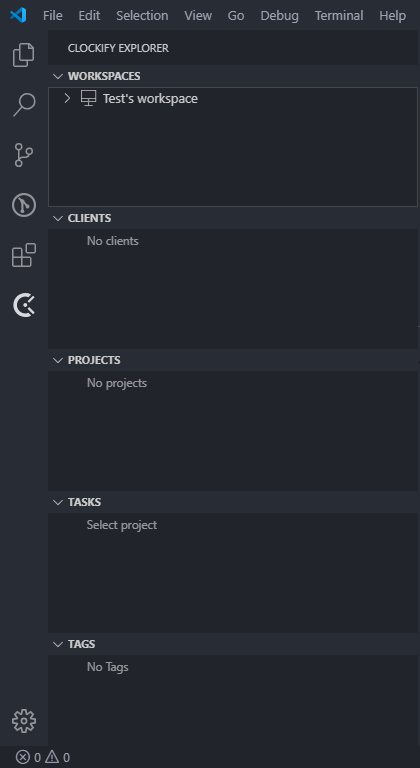 File Edit Selection View Go Debug Terminal Help
CLOCKIFY EXPLORER
WORKSPACES
Test's workspace
CLIENTS
No clients
PROJECTS
No projects
TASKS
Select project
TAGS
No Tags
0 0